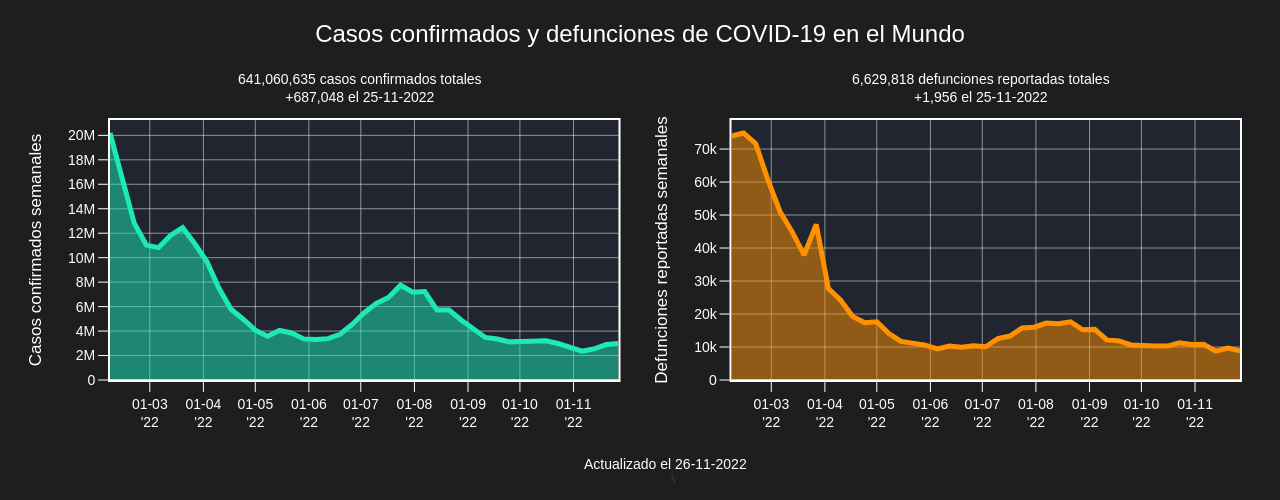 Casos confirmados y defunciones de COVID-19 en el Mundo
641,060,635 casos confirmados totales
+687,048 el 25-11-2022
Casos confirmados semanales
20M
18M
16M
14M
12M
10M
8M
6M
4M
2M
0
01-03 01-04 01-05 01-06 01-07 01-08 01-09 01-10 01-11
'22 '22 '22 '22 '22 '22 '22 '22 '22
6,629,818 defunciones reportadas totales
+1,956 el 25-11-2022
Defunciones reportadas semanales
70k
60k
50k
40k
30k
20k
10k
0
01-03 01-04 01-05 01-06 01-07 01-08 01-09 01-10 01-11
'22 '22 '22 '22 '22 '22 '22 '22 '22
Actualizado el 26-11-2022
\